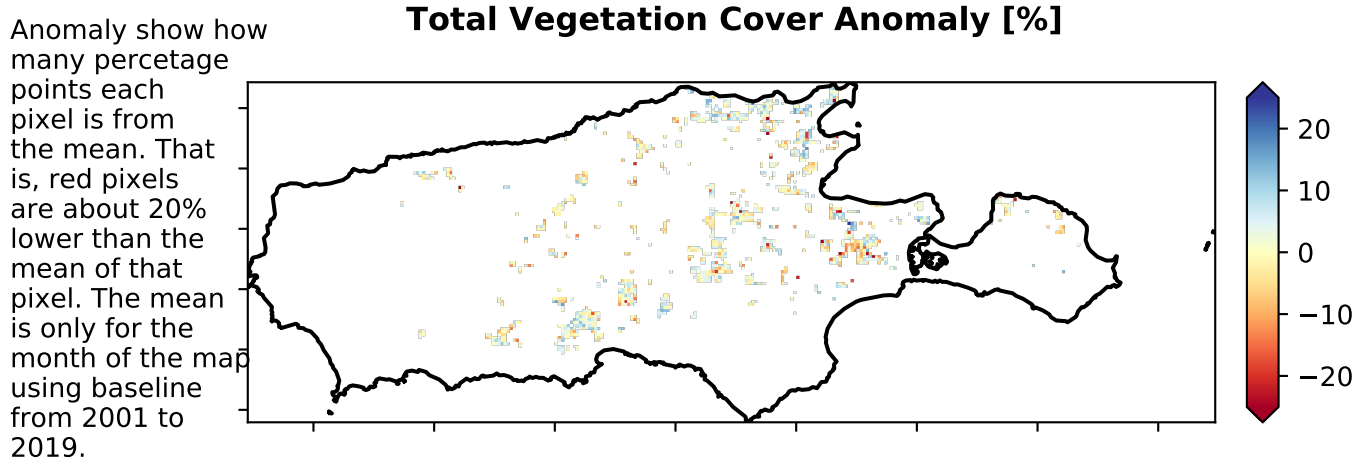 Total Vegetation Cover Anomaly [%]
Anomaly show how
many percetage
points each
pixel is from
the mean. That
is, red pixels
are about 20%
lower than the
mean of that
pixel. The mean
is only for the
month of the map
using baseline
from 2001 to
2019.
20
10
0
−10
−20